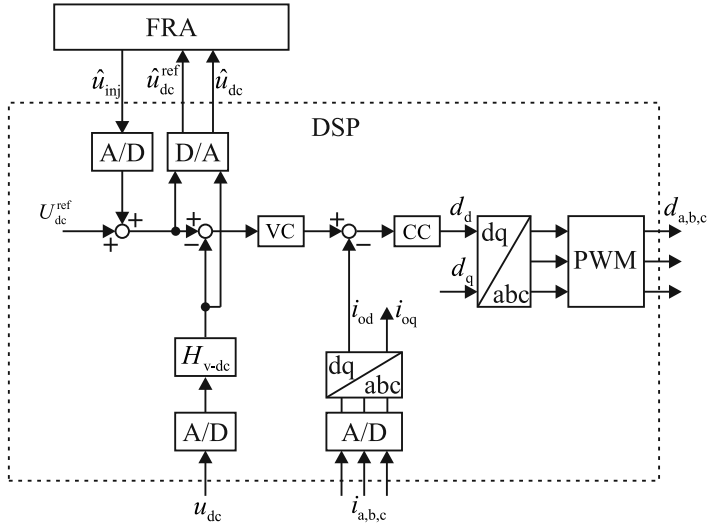 FRA
û_inj
û_dc^ref
û_dc
DSP
A/D
D/A
U_dc^ref
+
+
+
−
VC
+
−
CC
d_d
d_q
dq
abc
PWM
d_a,b,c
i_od
i_oq
H_v-dc
dq
abc
A/D
A/D
u_dc
i_a,b,c